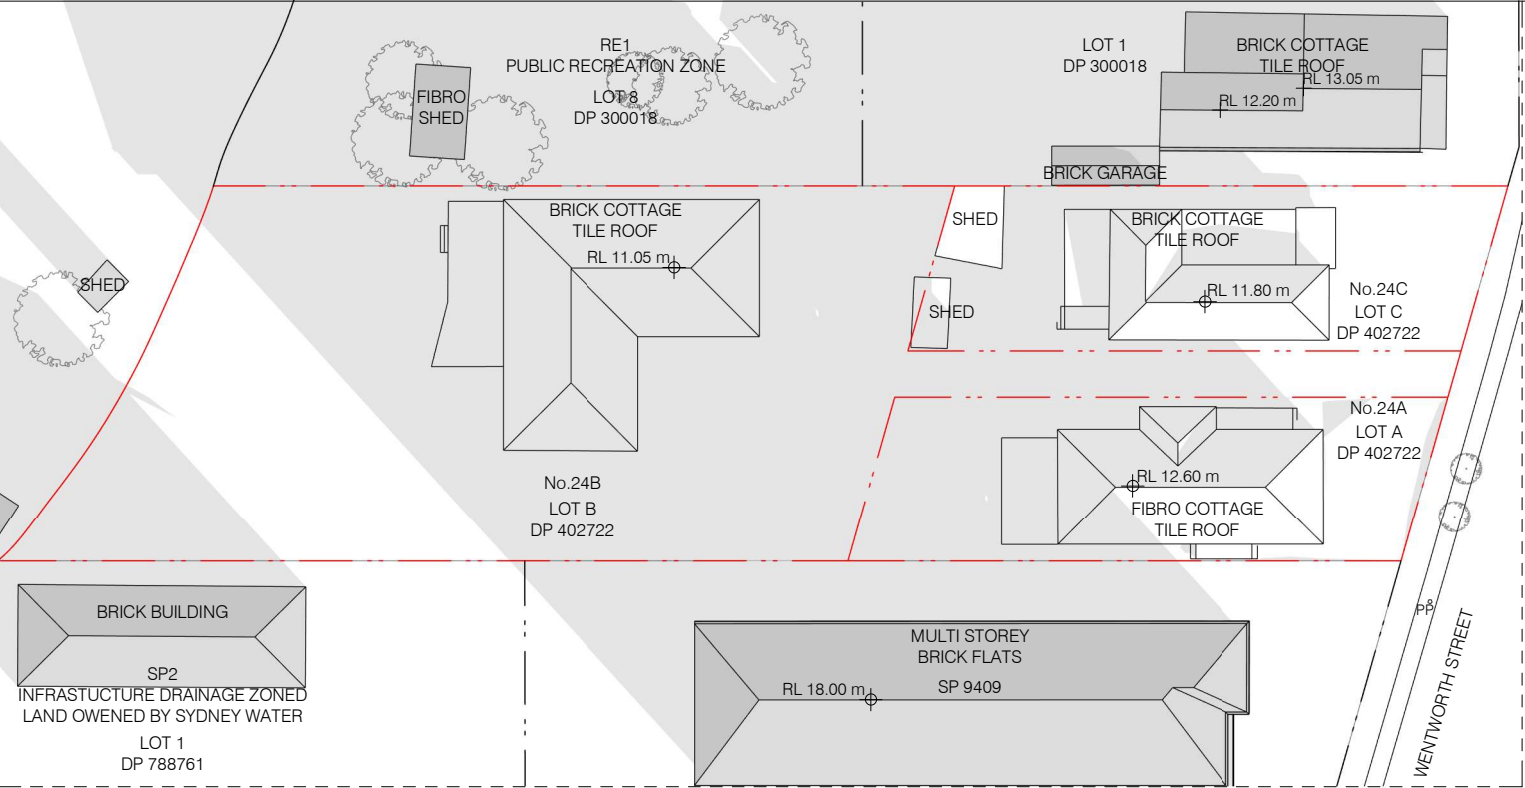 RE1
PUBLIC RECREATION ZONE
LOT 8
DP 300018
FIBRO
SHED
LOT 1
DP 300018
BRICK COTTAGE
TILE ROOF
RL 13.05 m
RL 12.20 m
BRICK GARAGE
BRICK COTTAGE
TILE ROOF
RL 11.05 m
SHED
SHED
SHED
BRICK COTTAGE
TILE ROOF
RL 11.80 m
No.24C
LOT C
DP 402722
No.24A
LOT A
DP 402722
RL 12.60 m
FIBRO COTTAGE
TILE ROOF
No.24B
LOT B
DP 402722
BRICK BUILDING
SP2
INFRASTUCTURE DRAINAGE ZONED
LAND OWENED BY SYDNEY WATER
LOT 1
DP 788761
MULTI STOREY
BRICK FLATS
RL 18.00 m
SP 9409
PP
WENTWORTH STREET